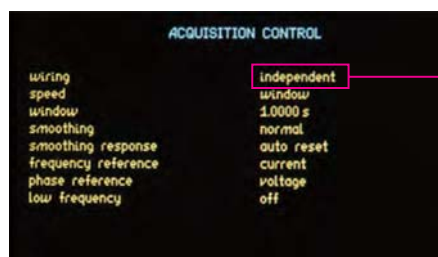 ACQUISITION CONTROL
wiring independent
speed window
window 1.0000 s
smoothing normal
smoothing response auto reset
frequency reference current
phase reference voltage
low frequency off